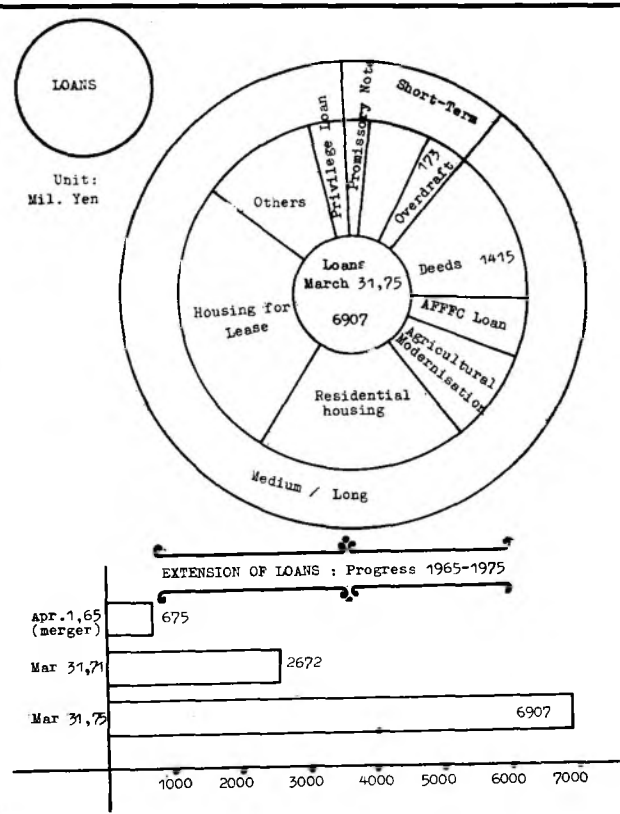 LOANS
Unit:
Mil. Yen
Short-Term
Promissory Note
Privilege Loan
173
Overdraft
Others
Deeds 1415
Loans
March 31,75
6907
AFFFC Loan
Housing for
Lease
Agricultural
Modernisation
Residential
housing
Medium / Long
EXTENSION OF LOANS : Progress 1965-1975
Apr.1,65
(merger)
675
Mar 31,71
2672
Mar 31,75
6907
1000 2000 3000 4000 5000 6000 7000